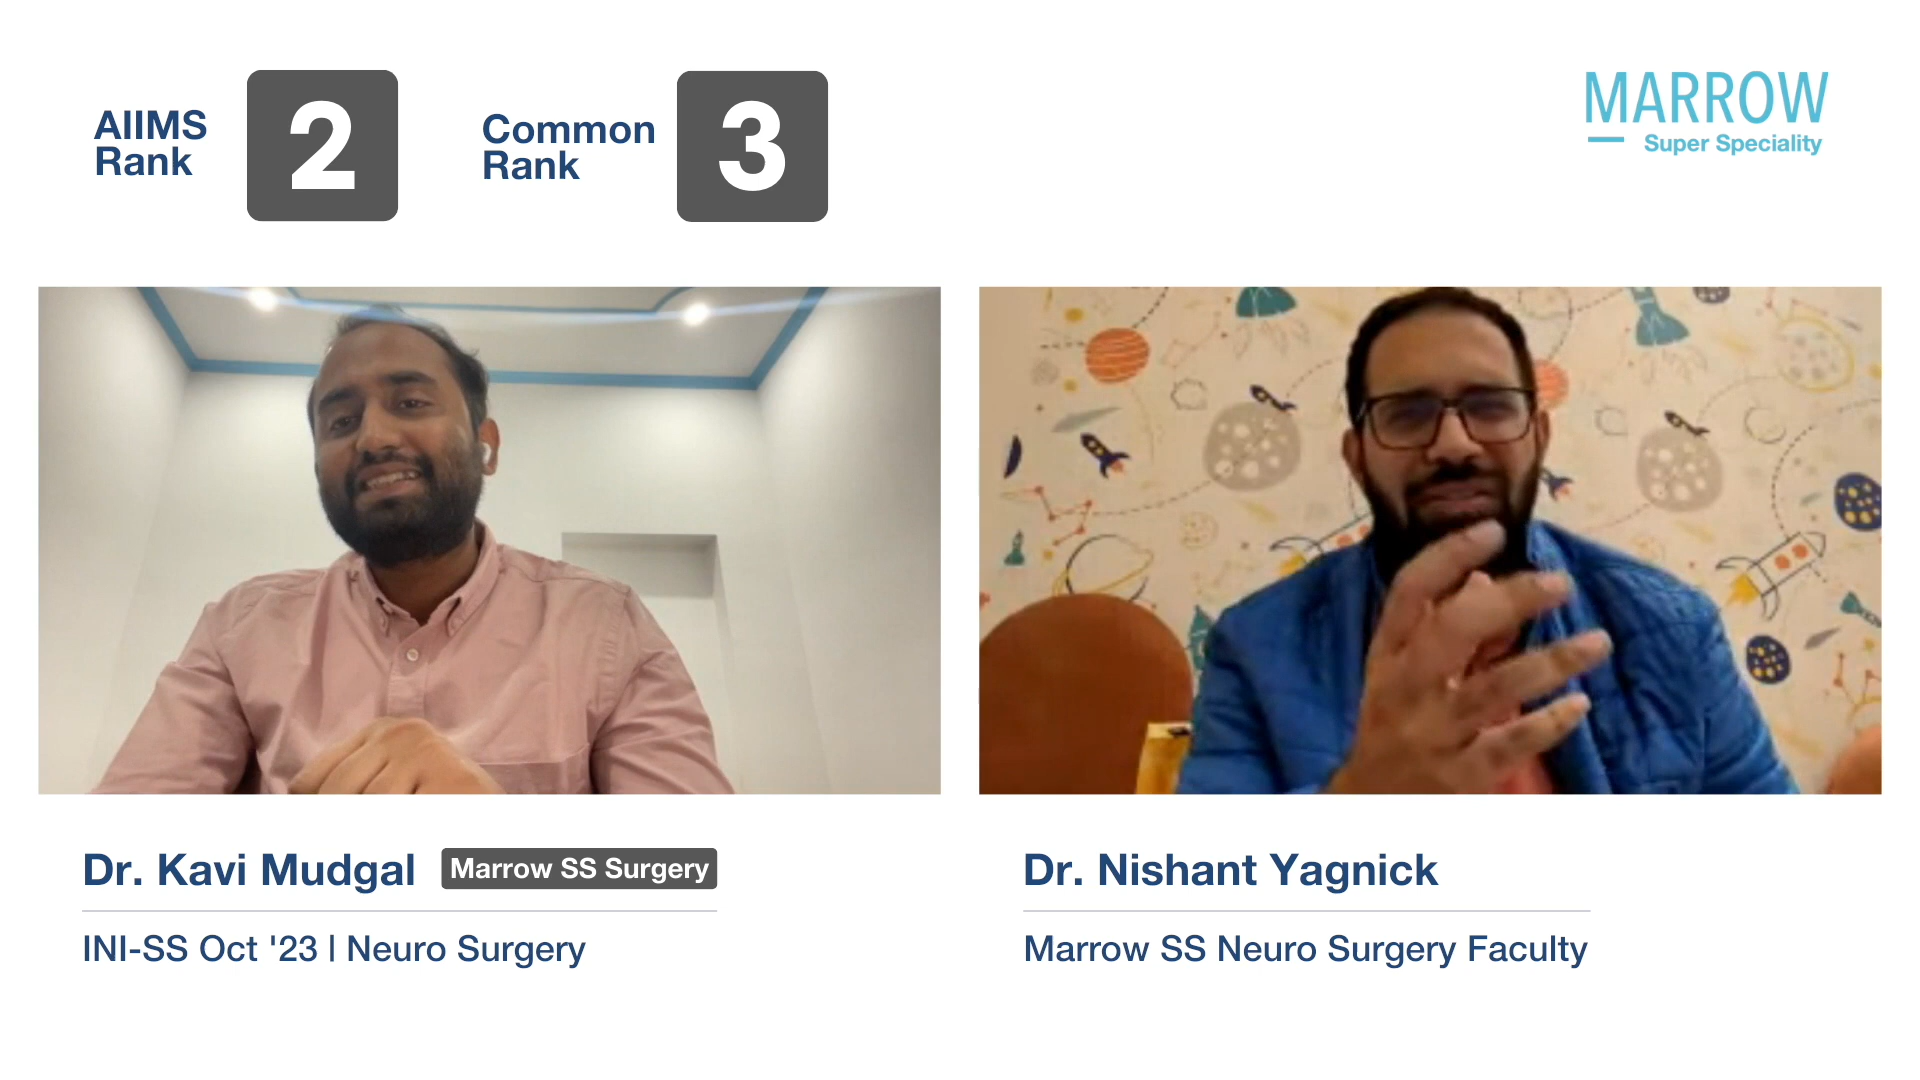 AIIMS
Rank
2
Common
Rank
3
MARROW
Super Speciality
Dr. Kavi Mudgal
Marrow SS Surgery
INI-SS Oct '23 | Neuro Surgery
Dr. Nishant Yagnick
Marrow SS Neuro Surgery Faculty